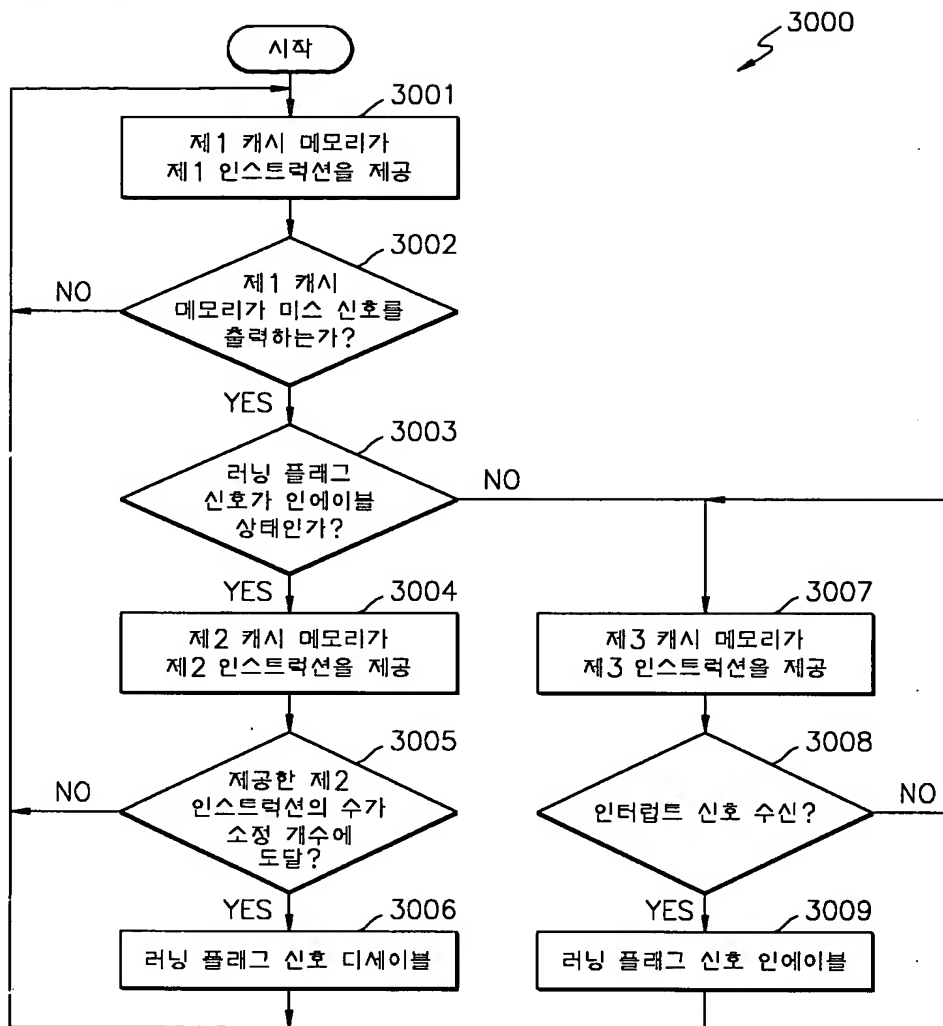 3000
시작
3001
제1 캐시 메모리가
제1 인스트럭션을 제공
3002
제1 캐시
메모리가 미스 신호를
출력하는가?
NO
YES
3003
러닝 플래그
신호가 인에이블
상태인가?
NO
YES
3004
제2 캐시 메모리가
제2 인스트럭션을 제공
3007
제3 캐시 메모리가
제3 인스트럭션을 제공
3005
제공한 제2
인스트럭션의 수가
소정 개수에
도달?
NO
YES
3008
인터럽트 신호 수신?
NO
YES
3006
러닝 플래그 신호 디세이블
3009
러닝 플래그 신호 인에이블